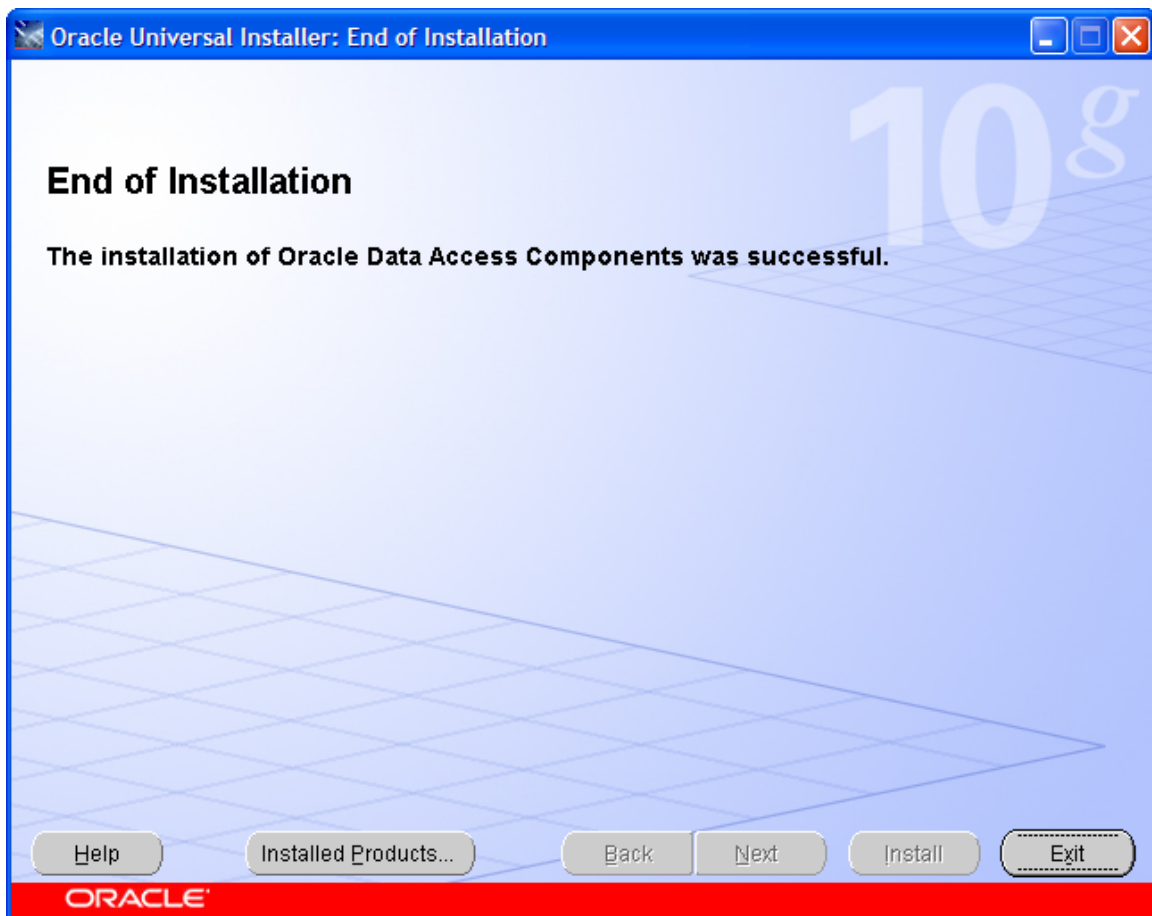 Oracle Universal Installer: End of Installation
10g
End of Installation
The installation of Oracle Data Access Components was successful.
Help Installed Products... Back Next Install Exit
ORACLE